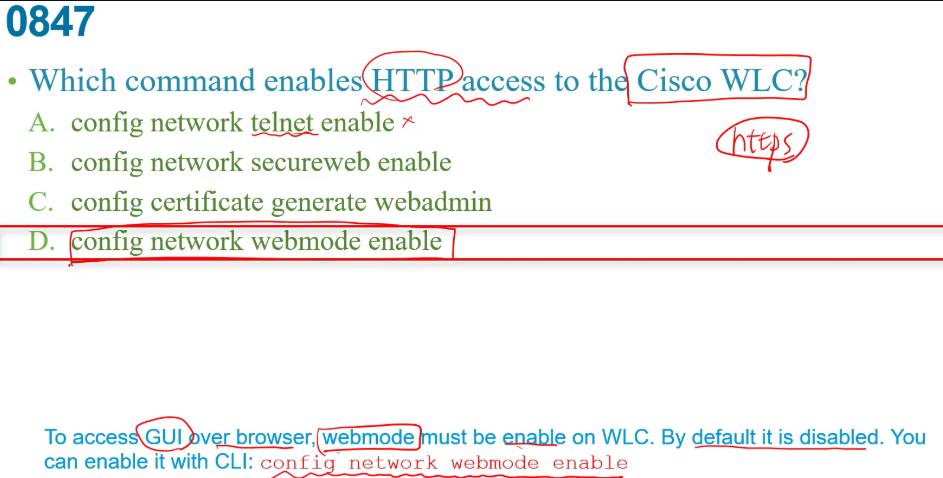 0847
• Which command enables HTTP access to the Cisco WLC?
A. config network telnet enable ×
https
B. config network secureweb enable
C. config certificate generate webadmin
D. config network webmode enable
To access GUI over browser, webmode must be enable on WLC. By default it is disabled. You
can enable it with CLI: config network webmode enable